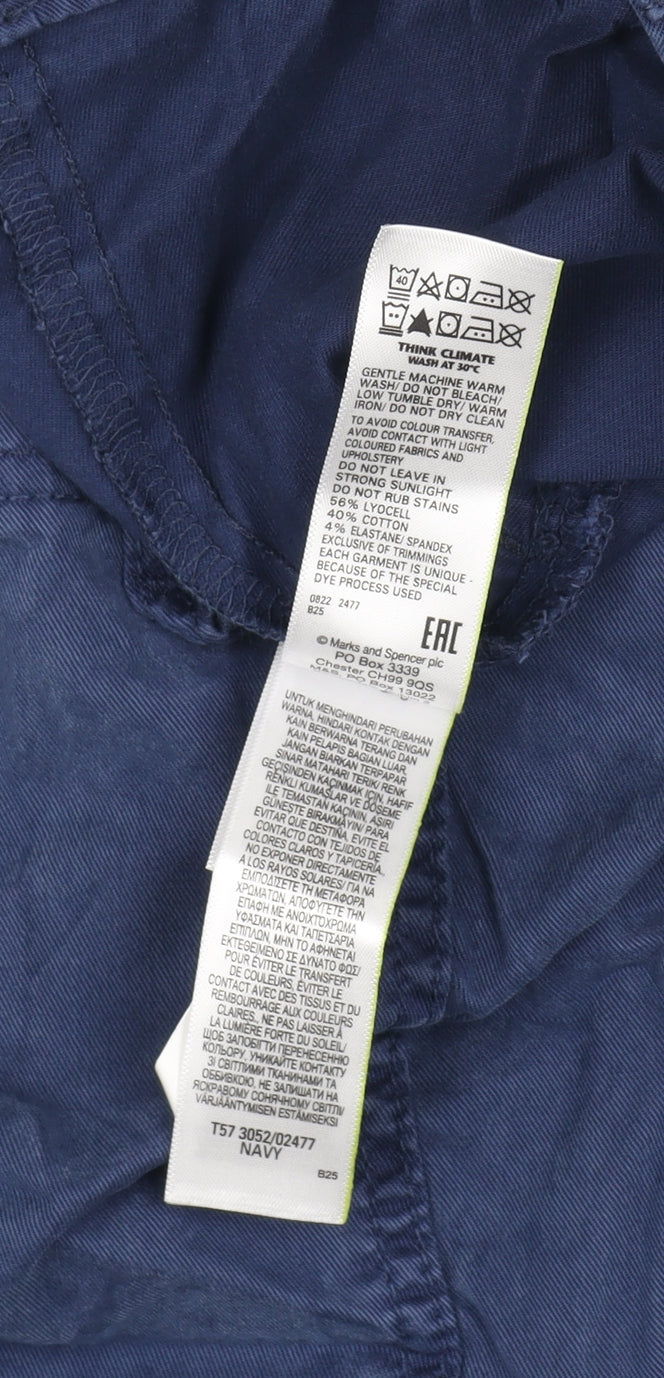 40
THINK CLIMATE
WASH AT 30°C
GENTLE MACHINE WARM
WASH/ DO NOT BLEACH/
LOW TUMBLE DRY/ WARM
IRON/ DO NOT DRY CLEAN
TO AVOID COLOUR TRANSFER,
AVOID CONTACT WITH LIGHT
COLOURED FABRICS AND
UPHOLSTERY
DO NOT LEAVE IN
STRONG SUNLIGHT
DO NOT RUB STAINS
56% LYOCELL
40% COTTON
4% ELASTANE/ SPANDEX
EXCLUSIVE OF TRIMMINGS
EACH GARMENT IS UNIQUE -
BECAUSE OF THE SPECIAL
DYE PROCESS USED
0822 2477
B25
EAC
© Marks and Spencer plc
PO Box 3339
Chester CH99 9QS
M&S, PO Box 13022
UNTUK MENGHINDARI PERUBAHAN
WARNA, HINDARI KONTAK DENGAN
KAIN BERWARNA TERANG DAN
KAIN PELAPIS BAGIAN LUAR
JANGAN BIARKAN TERPAPAR
SINAR MATAHARI TERIK/ RENK
GEÇİSİNDEN KAÇINMAK İÇİN, HAFİF
RENKLİ KUMAŞLAR VE DÖŞEME
İLE TEMASTAN KAÇININ, AŞIRI
GÜNEŞTE BIRAKMAYIN/ PARA
EVITAR QUE DESTIÑA, EVITE EL
CONTACTO CON TEJIDOS DE
COLORES CLAROS Y TAPICERÍA,
NO EXPONER DIRECTAMENTE
A LOS RAYOS SOLARES/ ΓΙΑ ΝΑ
ΕΜΠΟΔΙΣΕΤΕ ΤΗ ΜΕΤΑΦΟΡΑ
ΧΡΩΜΑΤΩΝ, ΑΠΟΦΥΓΕΤΕ ΤΗΝ
ΕΠΑΦΗ ΜΕ ΑΝΟΙΧΤΟΧΡΩΜΑ
ΥΦΑΣΜΑΤΑ ΚΑΙ ΤΑΠΕΤΣΑΡΙΑ
ΕΠΙΠΛΩΝ, ΜΗΝ ΤΟ ΑΦΗΝΕΤΑΙ
ΕΚΤΕΘΕΙΜΕΝΟ ΣΕ ΔΥΝΑΤΟ ΦΩΣ/
POUR ÉVITER LE TRANSFERT
DE COULEURS, ÉVITER LE
CONTACT AVEC DES TISSUS ET DU
REMBOURRAGE AUX COULEURS
CLAIRES,. NE PAS LAISSER À
LA LUMIÈRE FORTE DU SOLEIL/
ЩОБ ЗАПОБІГТИ ПЕРЕНЕСЕННЮ
КОЛЬОРУ, УНИКАЙТЕ КОНТАКТУ
ЗІ СВІТЛИМИ ТКАНИНАМИ ТА
ОББИВКОЮ, НЕ ЗАЛИШАТИ НА
ЯСКРАВОМУ СОНЯЧНОМУ СВІТЛІ/
VÄRJÄÄNTYMISEN ESTÄMISEKSI
T57 3052/02477
NAVY
B25